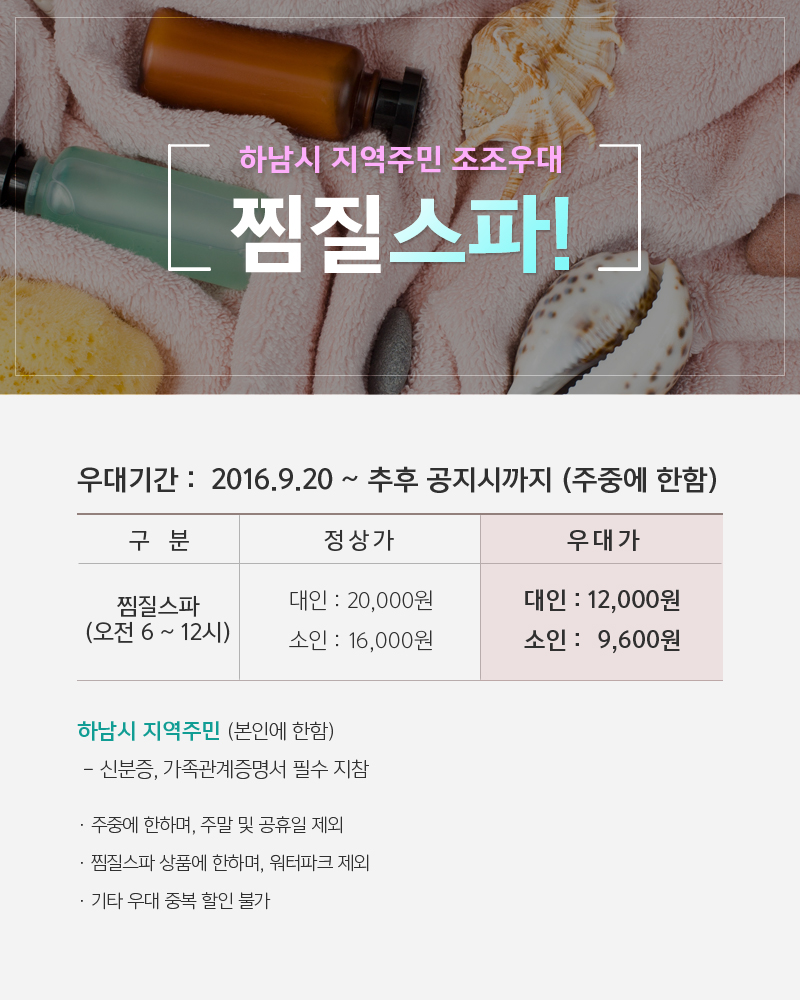 하남시 지역주민 조조우대
찜질스파!
우대기간 : 2016.9.20 ~ 추후 공지시까지 (주중에 한함)
구 분 정상가 우대가
찜질스파
(오전 6 ~ 12시)
대인 : 20,000원
소인 : 16,000원
대인 : 12,000원
소인 : 9,600원
하남시 지역주민 (본인에 한함)
- 신분증, 가족관계증명서 필수 지참
· 주중에 한하며, 주말 및 공휴일 제외
· 찜질스파 상품에 한하며, 워터파크 제외
· 기타 우대 중복 할인 불가